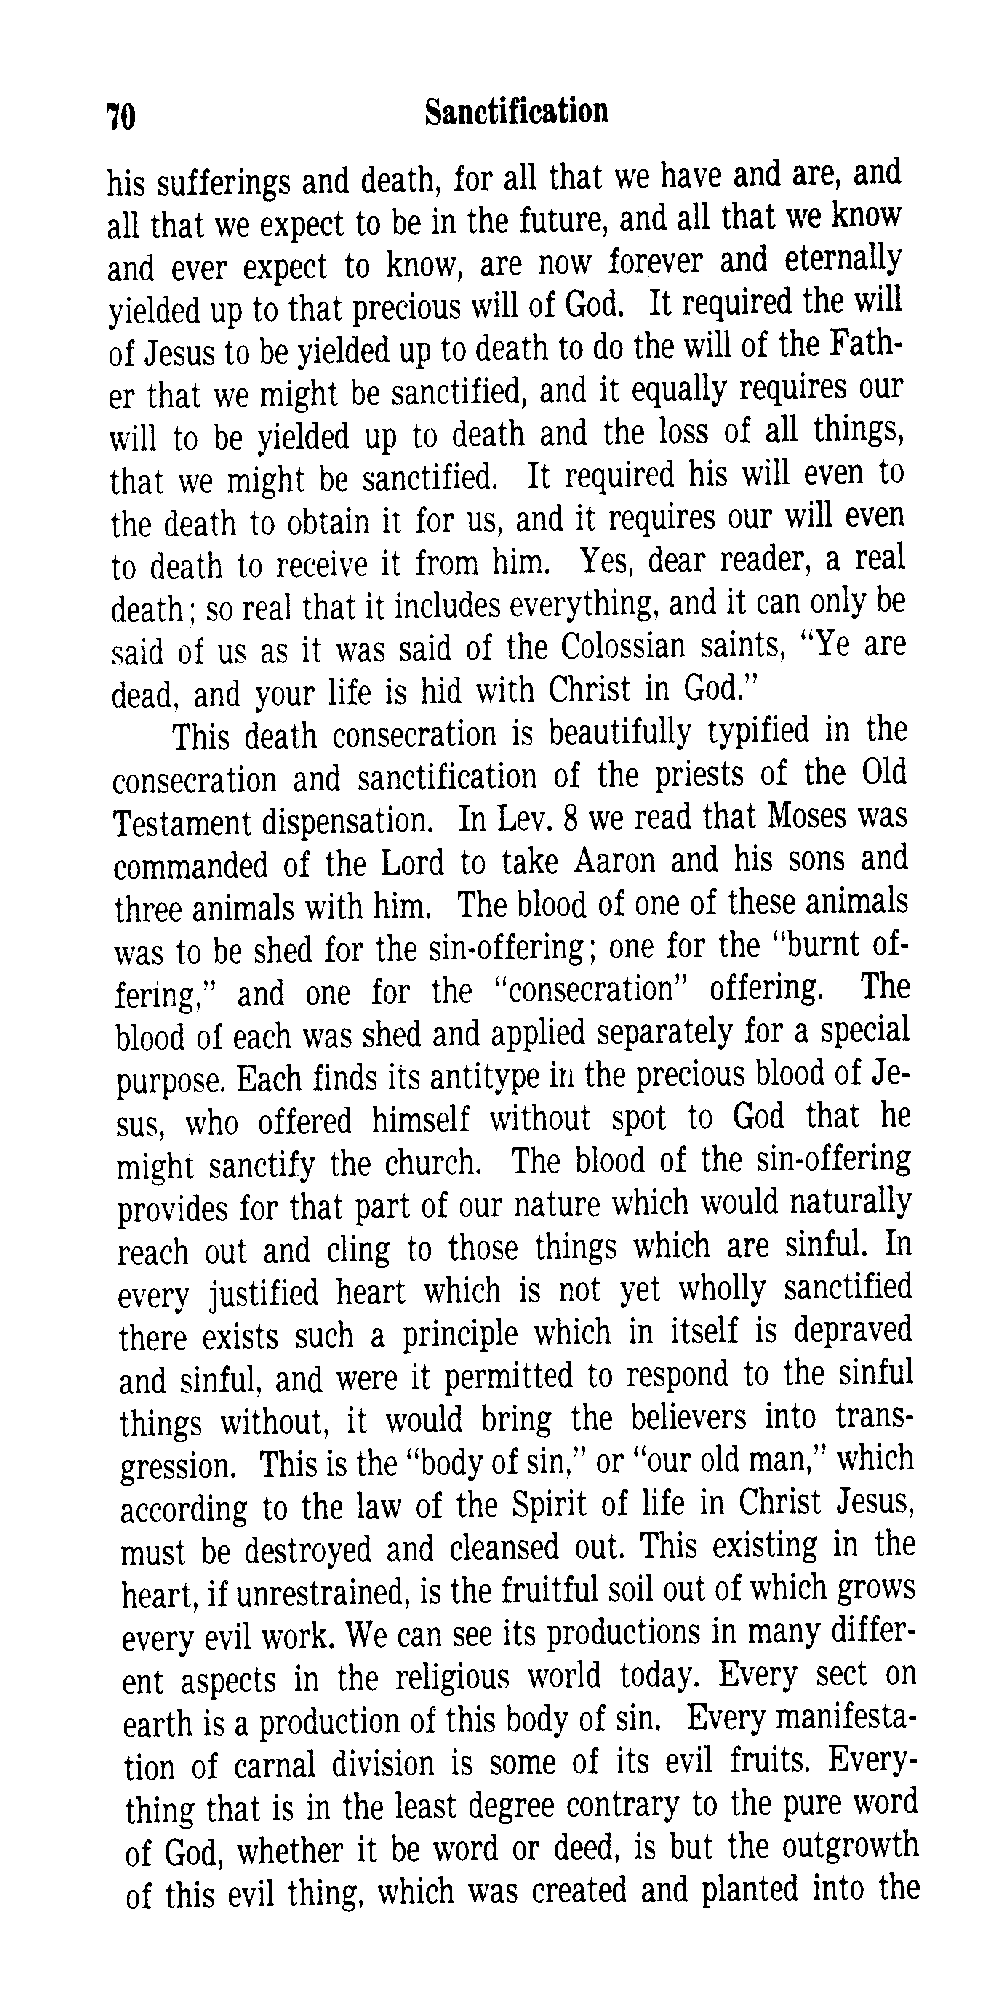 70 Sanctification
his sufferings and death, for all that we have and are, and
all that we expect to be in the future, and all that we know
and ever expect to know, are now forever and eternally
yielded up to that precious will of God. It required the will
of Jesus to be yielded up to death to do the will of the Fath-
er that we might be sanctified, and it equally requires our
will to be yielded up to death and the loss of all things,
that we might be sanctified. It required his will even to
the death to obtain it for us, and it requires our will even
to death to receive it from him. Yes, dear reader, a real
death; so real that it includes everything, and it can only be
said of us as it was said of the Colossian saints, “Ye are
dead, and your life is hid with Christ in God.”
This death consecration is beautifully typified in the
consecration and sanctification of the priests of the Old
Testament dispensation. In Lev. 8 we read that Moses was
commanded of the Lord to take Aaron and his sons and
three animals with him. The blood of one of these animals
was to be shed for the sin-offering; one for the “burnt of-
fering,” and one for the “consecration” offering. The
blood of each was shed and applied separately for a special
purpose. Each finds its antitype in the precious blood of Je-
sus, who offered himself without spot to God that he
might sanctify the church. The blood of the sin-offering
provides for that part of our nature which would naturally
reach out and cling to those things which are sinful. In
every justified heart which is not yet wholly sanctified
there exists such a principle which in itself is depraved
and sinful, and were it permitted to respond to the sinful
things without, it would bring the believers into trans-
gression. This is the “body of sin,” or “our old man,” which
according to the law of the Spirit of life in Christ Jesus,
must be destroyed and cleansed out. This existing in the
heart, if unrestrained, is the fruitful soil out of which grows
every evil work. We can see its productions in many differ-
ent aspects in the religious world today. Every sect on
earth is a production of this body of sin. Every manifesta-
tion of carnal division is some of its evil fruits. Every-
thing that is in the least degree contrary to the pure word
of God, whether it be word or deed, is but the outgrowth
of this evil thing, which was created and planted into the